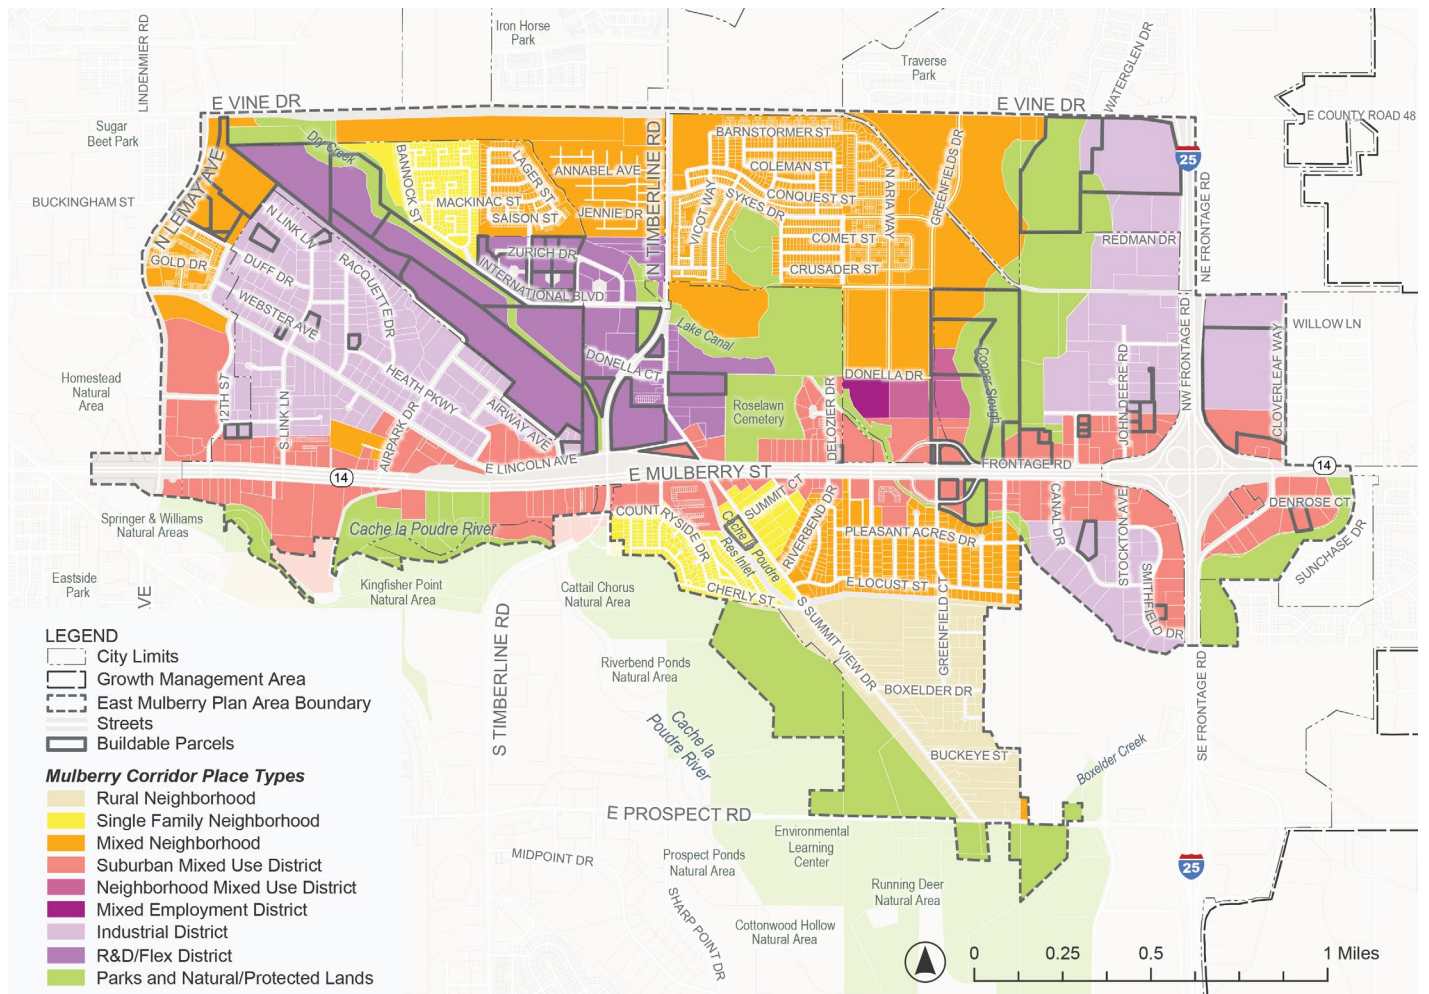 Iron Horse
Park
LINDENMIER RD
Traverse
Park
WATERGLEN DR
E VINE DR
E VINE DR
Sugar
Beet Park
E COUNTY ROAD 48
Dry Creek
BANNOCK ST
LAGER ST
ANNABEL AVE
BARNSTORMER ST
COLEMAN ST
25
N LEMAY AVE
N TIMBERLINE RD
VICOT WAY
SYKES DR
CONQUEST ST
N ARIA WAY
GREENFIELDS DR
NE FRONTAGE RD
BUCKINGHAM ST
MACKINAC ST
SAISON ST
JENNIE DR
N LINK LN
COMET ST
REDMAN DR
ZURICH DR
GOLD DR
DUFF DR
RACQUETTE DR
INTERNATIONAL BLVD
CRUSADER ST
WEBSTER AVE
Lake Canal
NW FRONTAGE RD
WILLOW LN
CLOVERLEAF WAY
JOHN DEERE RD
Cooper Slough
DONELLA CT
DONELLA DR
Homestead
Natural
Area
12TH ST
S LINK LN
HEATH PKWY
AIRPARK DR
AIRWAY AVE
Roselawn
Cemetery
DELOZIER DR
E LINCOLN AVE
E MULBERRY ST
FRONTAGE RD
14
14
Springer & Williams
Natural Areas
Cache la Poudre River
COUNTRYSIDE DR
SUMMIT CT
Cache la Poudre
Res Inlet
RIVERBEND DR
PLEASANT ACRES DR
CANAL DR
STOCKTON AVE
DENROSE CT
SUNCHASE DR
Eastside
Park
AVE
Kingfisher Point
Natural Area
Cattail Chorus
Natural Area
CHERLY ST
E LOCUST ST
SMITHFIELD DR
S TIMBERLINE RD
S SUMMIT VIEW DR
GREENFIELD CT
Riverbend Ponds
Natural Area
BOXELDER DR
SE FRONTAGE RD
Cache la
Poudre River
BUCKEYE ST
Boxelder Creek
E PROSPECT RD
Environmental
Learning
Center
MIDPOINT DR
Prospect Ponds
Natural Area
25
SHARP POINT DR
Running Deer
Natural Area
Cottonwood Hollow
Natural Area
LEGEND
City Limits
Growth Management Area
East Mulberry Plan Area Boundary
Streets
Buildable Parcels
Mulberry Corridor Place Types
Rural Neighborhood
Single Family Neighborhood
Mixed Neighborhood
Suburban Mixed Use District
Neighborhood Mixed Use District
Mixed Employment District
Industrial District
R&D/Flex District
Parks and Natural/Protected Lands
0 0.25 0.5 1 Miles